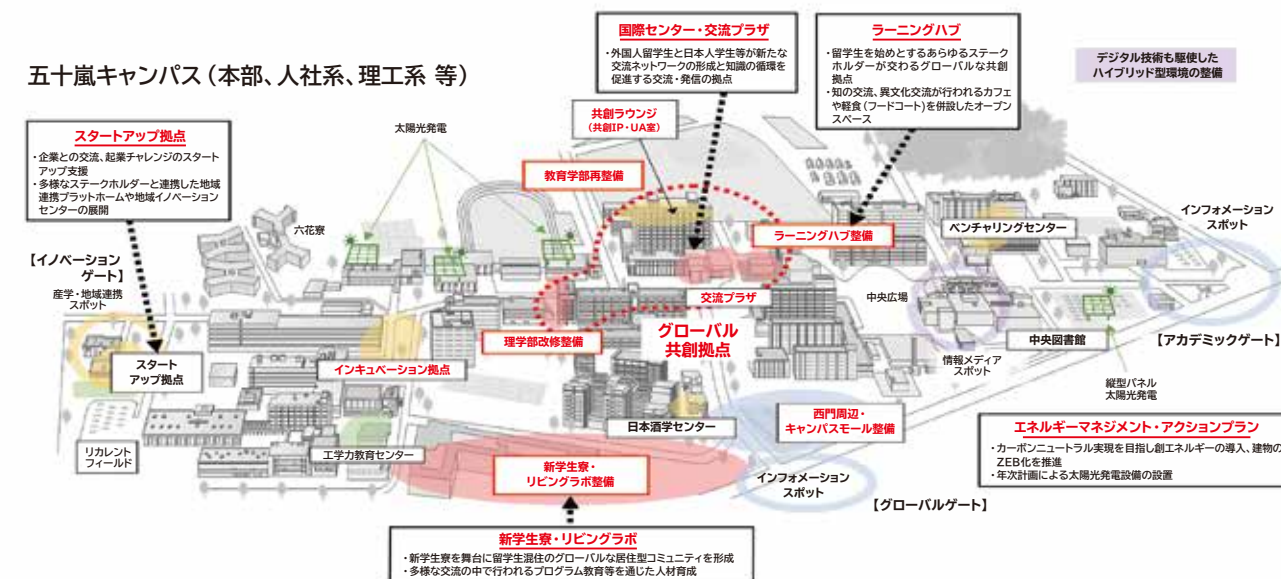 五十嵐キャンパス（本部、人社系、理工系 等）
国際センター・交流プラザ
・外国人留学生と日本人学生等が新たな
交流ネットワークの形成と知識の循環を
促進する交流・発信の拠点
ラーニングハブ
・留学生を始めとするあらゆるステーク
ホルダーが交わるグローバルな共創
拠点
・知の交流、異文化交流が行われるカフェ
や軽食（フードコート）を併設したオープン
スペース
デジタル技術も駆使した
ハイブリッド型環境の整備
スタートアップ拠点
・企業との交流、起業チャレンジのスタート
アップ支援
・多様なステークホルダーと連携した地域
連携プラットホームや地域イノベーション
センターの展開
太陽光発電
共創ラウンジ
（共創IP・UA室）
教育学部再整備
六花寮
ラーニングハブ整備
ベンチャリングセンター
インフォメーション
スポット
【イノベーション
ゲート】
産学・地域連携
スポット
交流プラザ
中央広場
理学部改修整備
グローバル
共創拠点
中央図書館
【アカデミックゲート】
スタート
アップ拠点
インキュベーション拠点
情報メディア
スポット
縦型パネル
太陽光発電
日本酒学センター
西門周辺・
キャンパスモール整備
リカレント
フィールド
工学力教育センター
新学生寮・
リビングラボ整備
インフォメーション
スポット
【グローバルゲート】
エネルギーマネジメント・アクションプラン
・カーボンニュートラル実現を目指し創エネルギーの導入、建物の
ZEB化を推進
・年次計画による太陽光発電設備の設置
新学生寮・リビングラボ
・新学生寮を舞台に留学生混住のグローバルな居住型コミュニティを形成
・多様な交流の中で行われるプログラム教育等を通じた人材育成